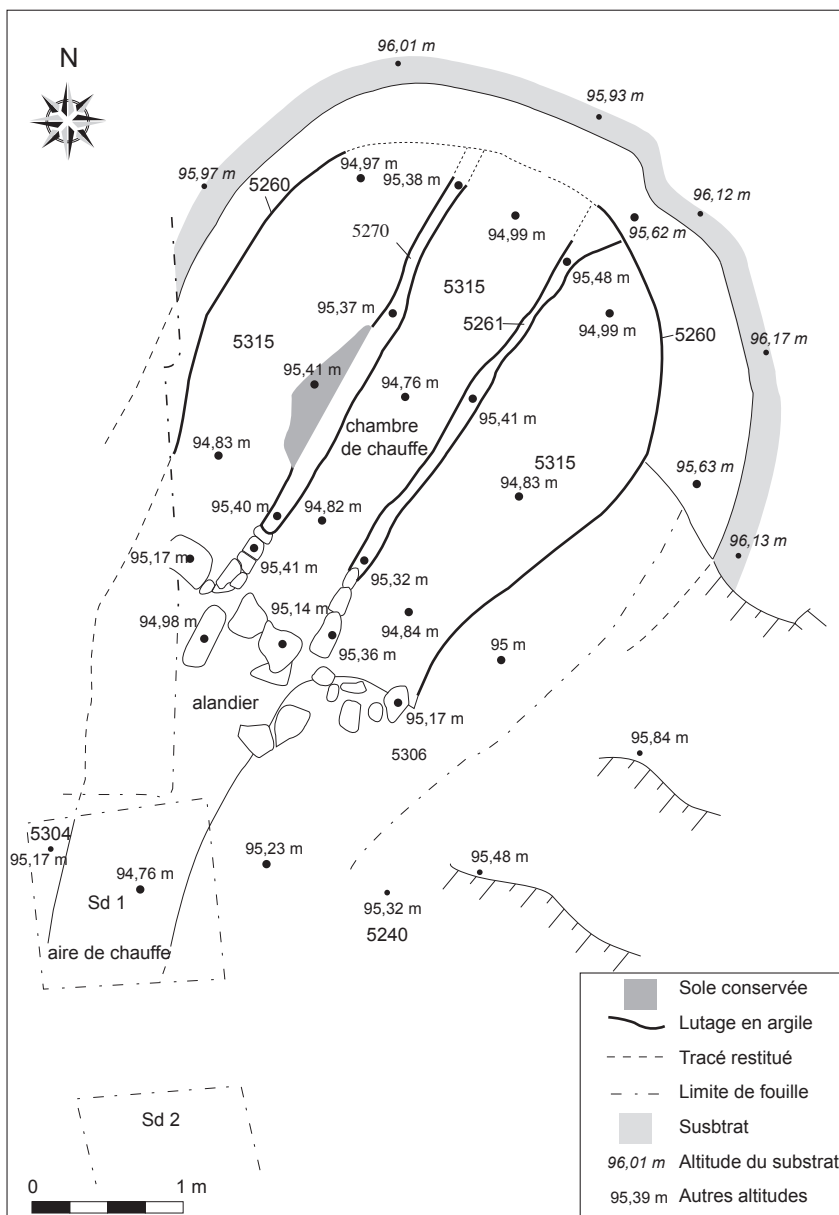 96,01 m
N
95,93 m
95,97 m
94,97 m
5260
95,38 m
96,12 m
5270
94,99 m
95,62 m
95,48 m
95,37 m
5315
94,99 m
5315
5261
5260
96,17 m
95,41 m
94,76 m
95,41 m
chambre
de chauffe
94,83 m
5315
95,63 m
94,83 m
95,40 m
94,82 m
95,17 m
95,41 m
96,13 m
95,32 m
95,14 m
94,98 m
94,84 m
95,36 m
95 m
alandier
95,17 m
5306
95,84 m
5304
95,17 m
95,23 m
95,48 m
94,76 m
Sd 1
95,32 m
5240
aire de chauffe
Sole conservée
Lutage en argile
Tracé restitué
Limite de fouille
Sd 2
Susbtrat
96,01 m Altitude du substrat
0 1 m
95,39 m Autres altitudes